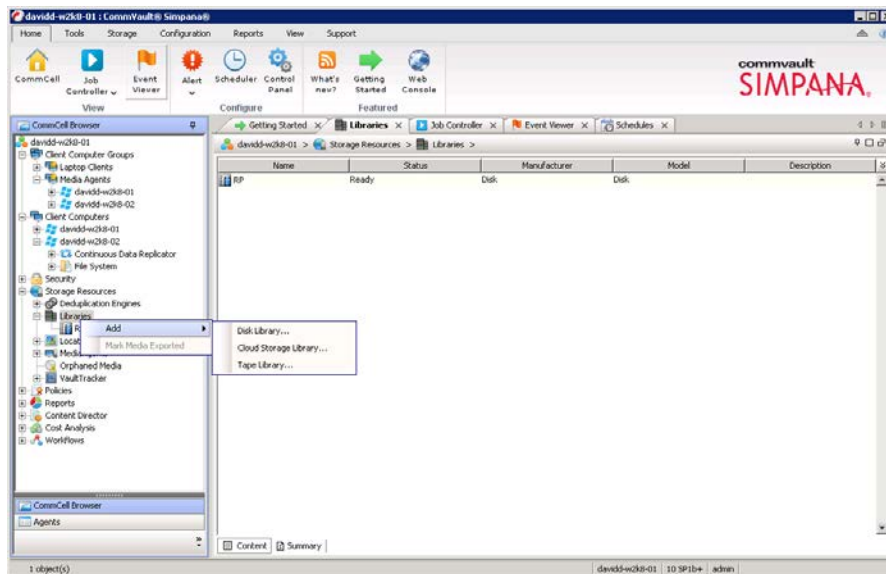 davidd-w2k8-01 : CommVault® Simpana®
Home Tools Storage Configuration Reports View Support
CommCell
Job Controller
Event Viewer
Alert
Scheduler
Control Panel
What's new?
Getting Started
Web Console
View
Configure
Featured
commvault
SIMPANA
CommCell Browser
Getting Started
Libraries
Job Controller
Event Viewer
Schedules
davidd-w2k8-01 > Storage Resources > Libraries >
davidd-w2k8-01
Client Computer Groups
Laptop Clients
Media Agents
davidd-w2k8-01
davidd-w2k8-02
Client Computers
davidd-w2k8-01
davidd-w2k8-02
Continuous Data Replicator
File System
Security
Storage Resources
Deduplication Engines
Libraries
R
Locat
Media
Orphaned Media
VaultTracker
Policies
Reports
Content Director
Cost Analysis
Workflows
Add
Mark Media Exported
Disk Library...
Cloud Storage Library...
Tape Library...
Name Status Manufacturer Model Description
RP Ready Disk Disk
CommCell Browser
Agents
Content Summary
1 object(s)
davidd-w2k8-01 10 SP1b+ admin